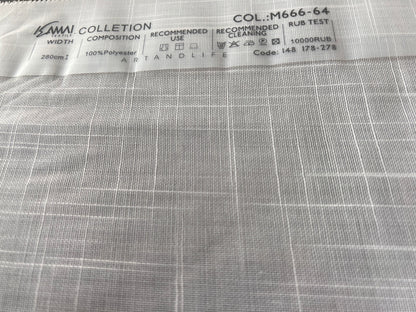 KAMAI COLLETION COL.:M666-64
TEXTILE
WIDTH
280cm
COMPOSITION
100%Polyester
RECOMMENDED
USE
RECOMMENDED
CLEANING
RUB TEST
10000RUB
ARTANDLIFE
Code: 148 178-278